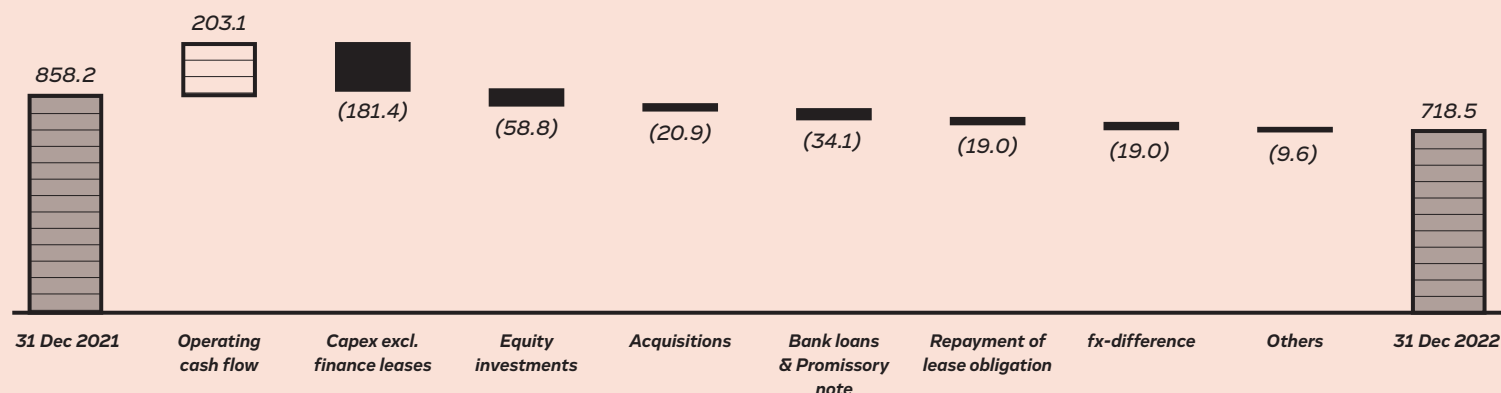 203.1
858.2
(181.4)
(58.8)
(20.9)
(34.1)
(19.0)
(19.0)
(9.6)
718.5
31 Dec 2021
Operating
cash flow
Capex excl.
finance leases
Equity
investments
Acquisitions
Bank loans
& Promissory
note
Repayment of
lease obligation
fx-difference
Others
31 Dec 2022